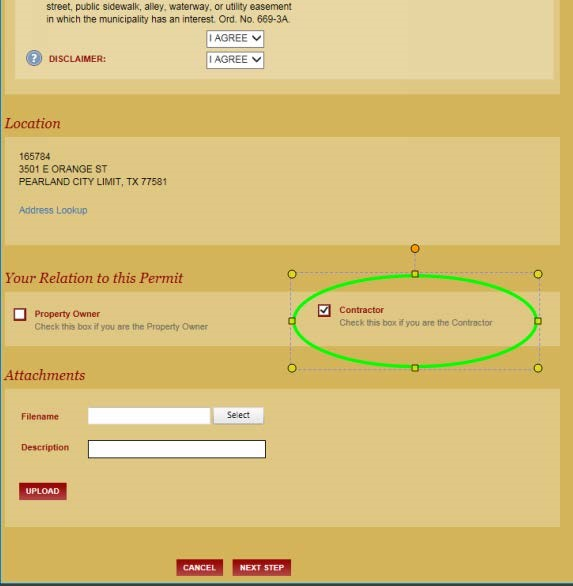 street, public sidewalk, alley, waterway, or utility easement
in which the municipality has an interest. Ord. No. 669-3A.
I AGREE
? DISCLAIMER: I AGREE
Location
165784
3501 E ORANGE ST
PEARLAND CITY LIMIT, TX 77581
Address Lookup
Your Relation to this Permit
Property Owner
Check this box if you are the Property Owner
Contractor
Check this box if you are the Contractor
Attachments
Filename Select
Description
UPLOAD
CANCEL NEXT STEP